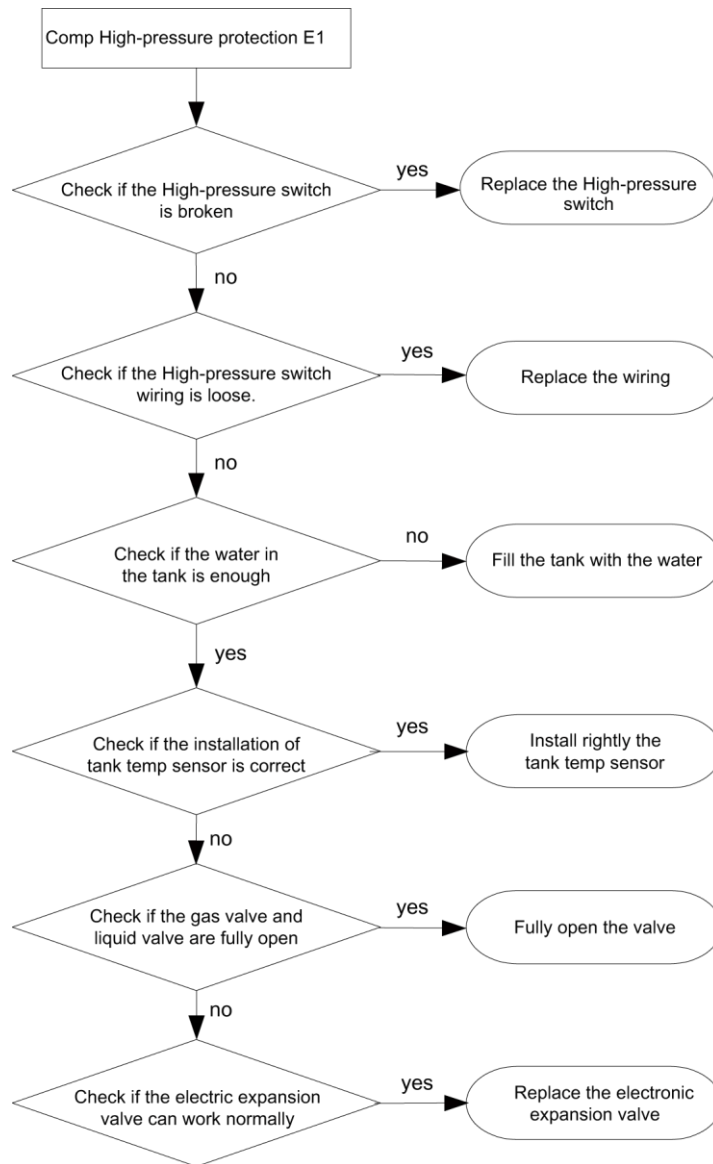 Comp High-pressure protection E1
Check if the High-pressure switch
is broken
yes
Replace the High-pressure
switch
no
Check if the High-pressure switch
wiring is loose.
yes
Replace the wiring
no
Check if the water in
the tank is enough
no
Fill the tank with the water
yes
Check if the installation of
tank temp sensor is correct
yes
Install rightly the
tank temp sensor
no
Check if the gas valve and
liquid valve are fully open
yes
Fully open the valve
no
Check if the electric expansion
valve can work normally
yes
Replace the electronic
expansion valve